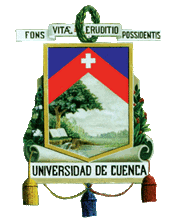 FONS VITÆ ERUDITIO POSSIDENTIS
UNIVERSIDAD DE CUENCA